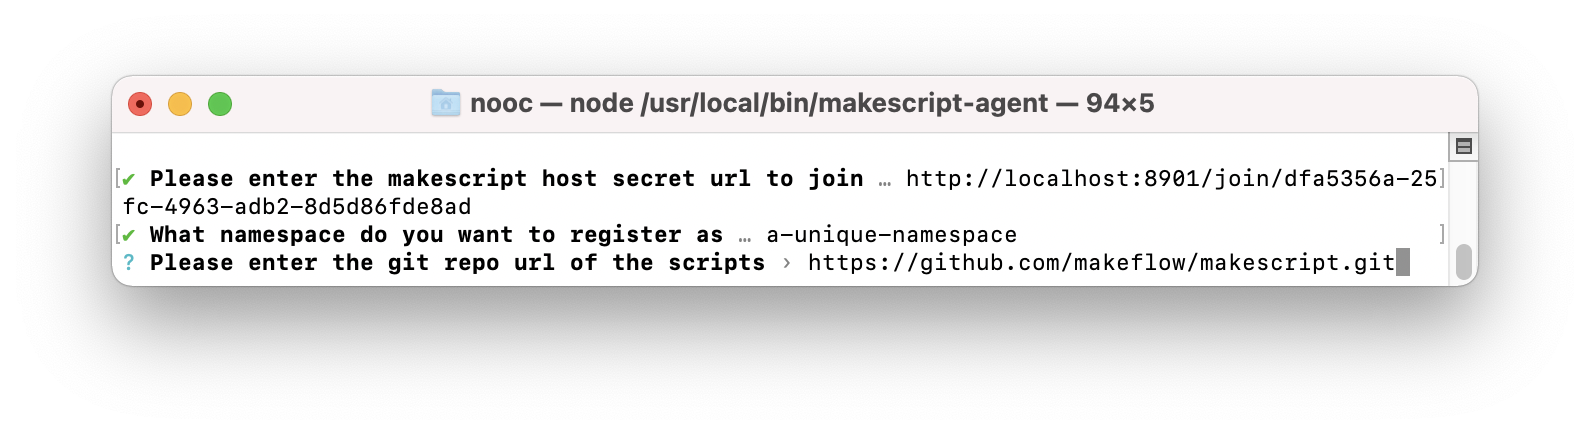 nooc — node /usr/local/bin/makescript-agent — 94×5
[✔ Please enter the makescript host secret url to join … http://localhost:8901/join/dfa5356a-25]
fc-4963-adb2-8d5d86fde8ad
[✔ What namespace do you want to register as … a-unique-namespace ]
? Please enter the git repo url of the scripts › https://github.com/makeflow/makescript.git